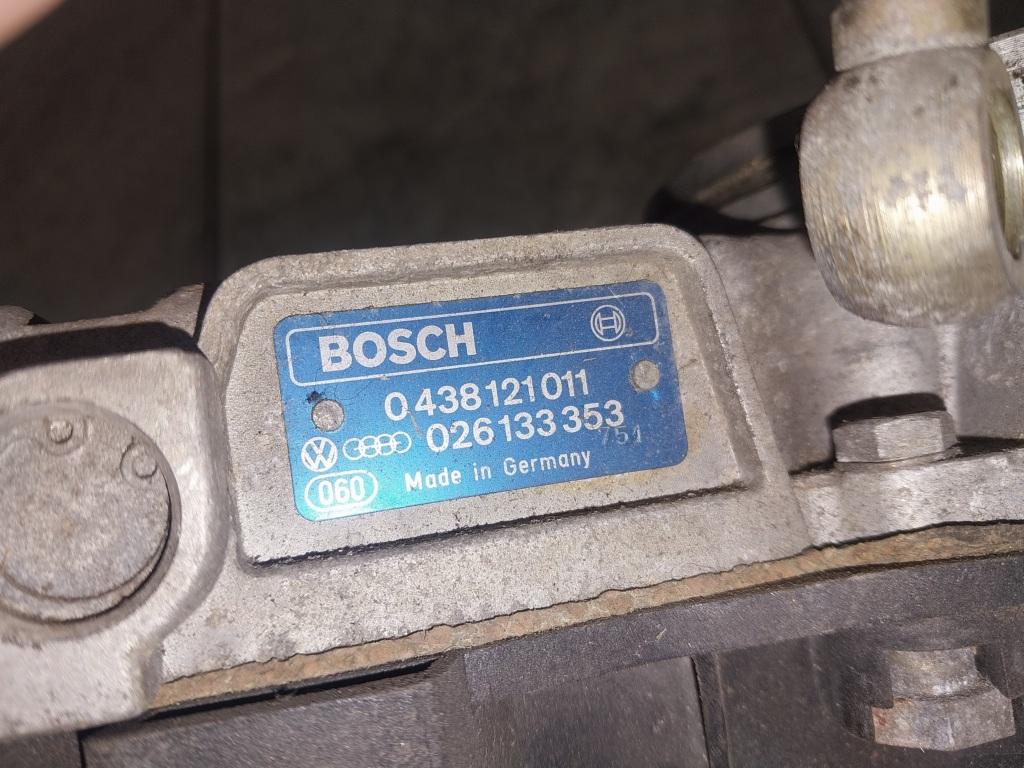 BOSCH
0 438 121 011
026 133 353
751
060 Made in Germany